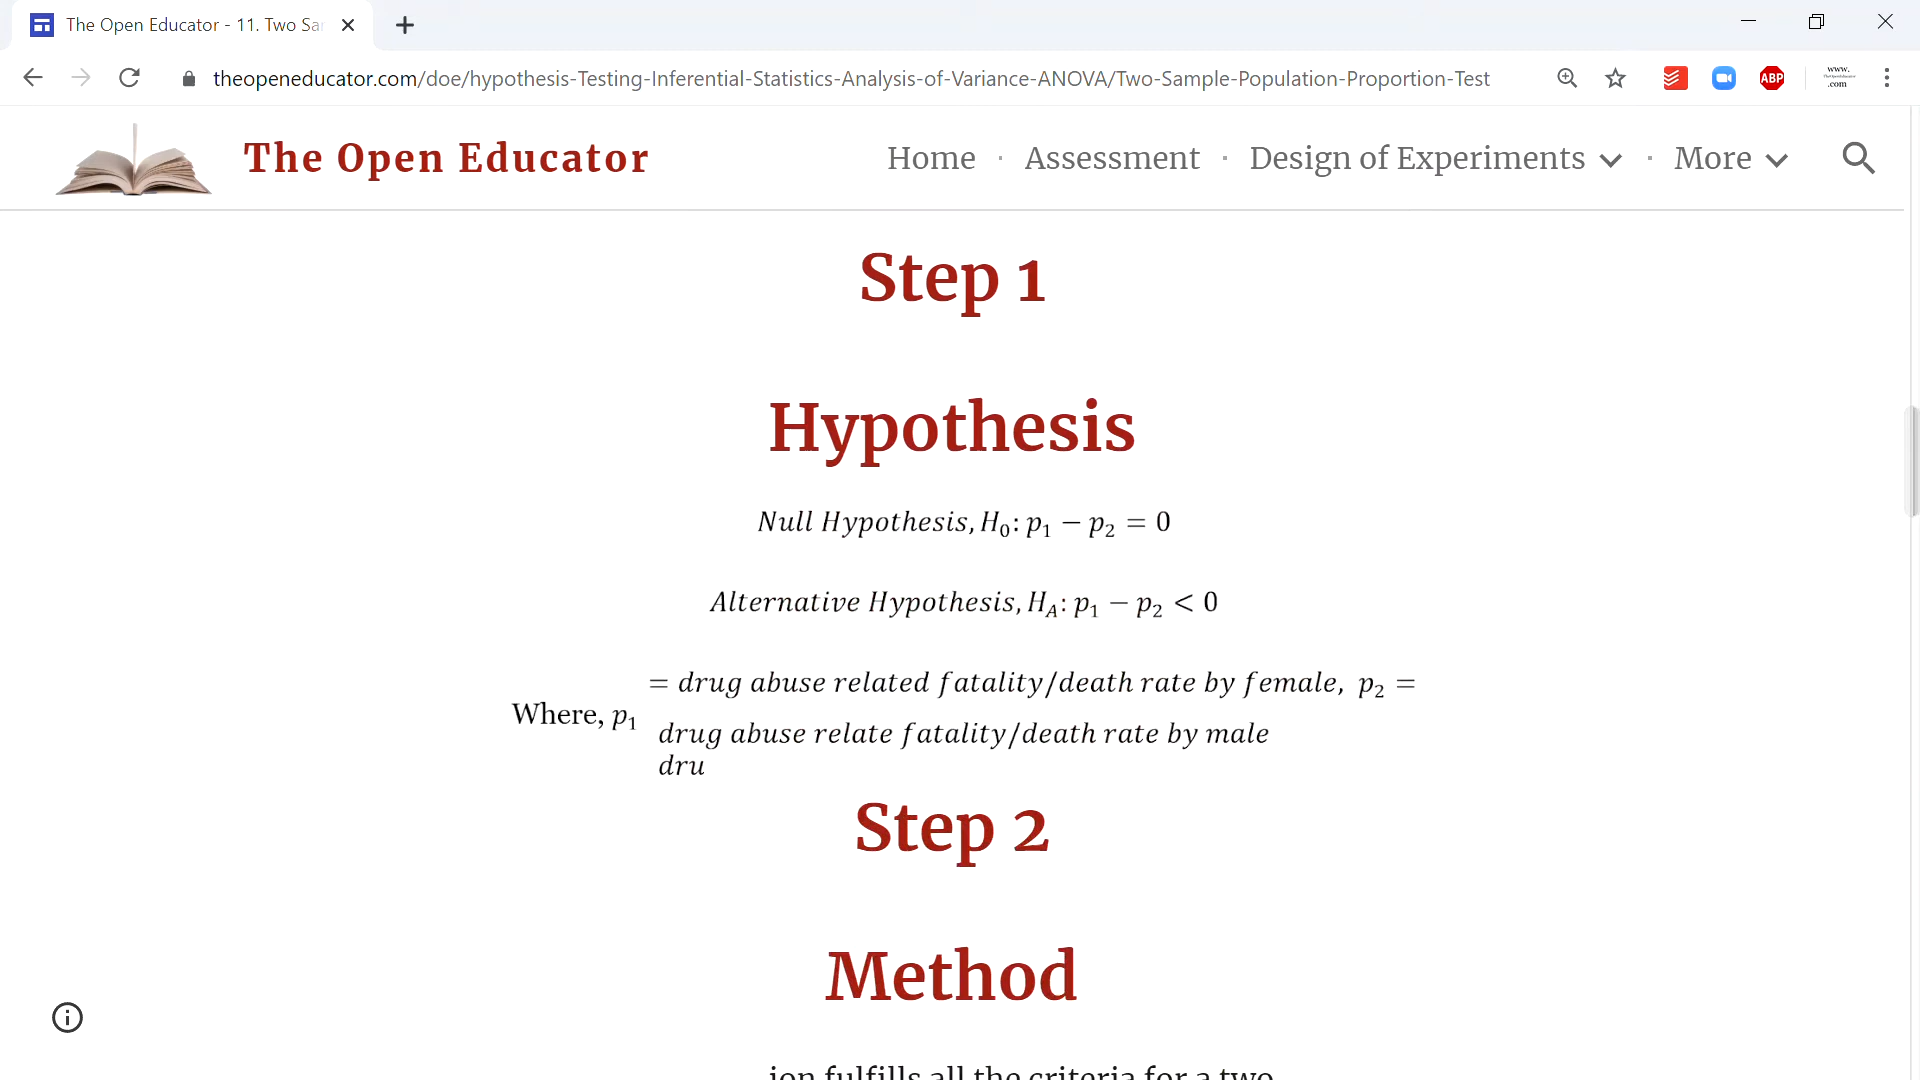 The Open Educator - 11. Two Sa
theopeneducator.com/doe/hypothesis-Testing-Inferential-Statistics-Analysis-of-Variance-ANOVA/Two-Sample-Population-Proportion-Test
ABP
www.
.com
The Open Educator
Home · Assessment · Design of Experiments · More
Step 1
Hypothesis
Null Hypothesis, H₀: p₁ − p₂ = 0
Alternative Hypothesis, H_A: p₁ − p₂ < 0
Where, p₁ = drug abuse related fatality/death rate by female, p₂ =
drug abuse relate fatality/death rate by male
dru
Step 2
Method
ion fulfills all the criteria for a two